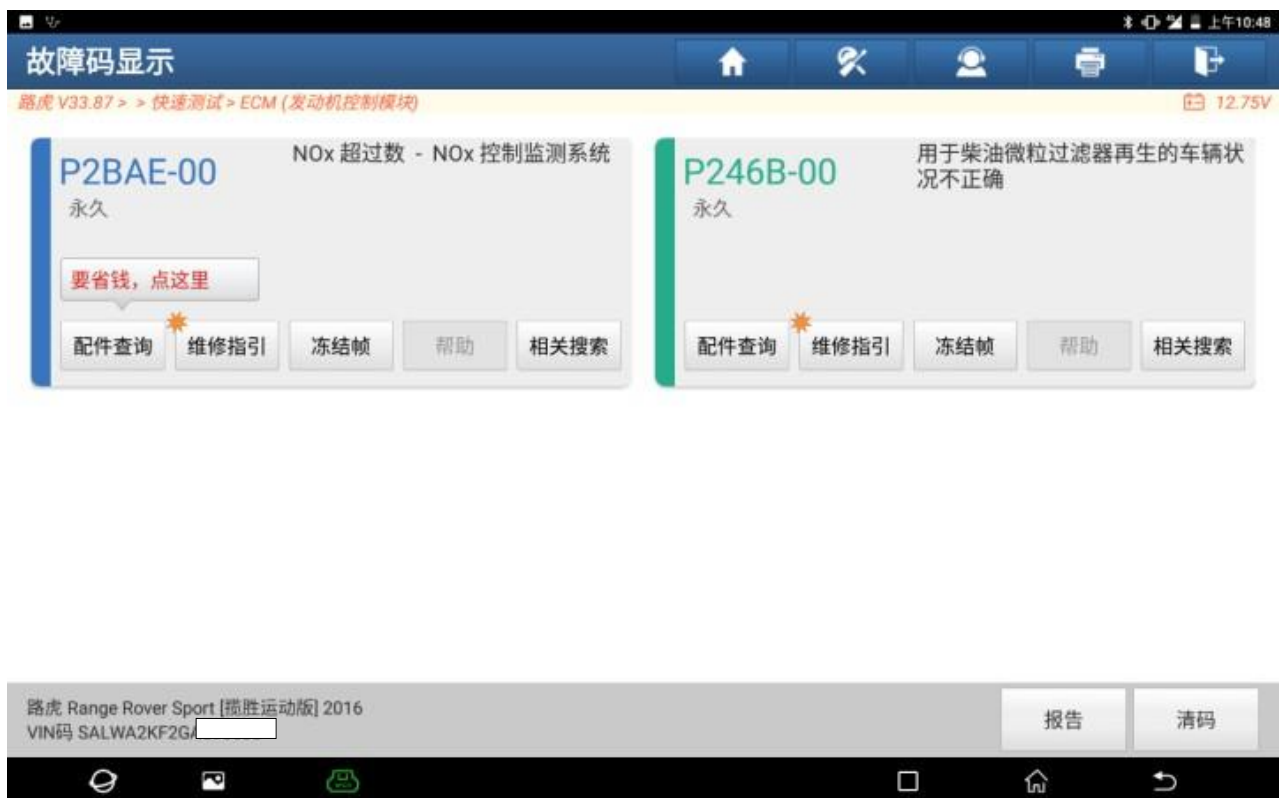 上午10:48
故障码显示
路虎 V33.87 > > 快速测试 > ECM (发动机控制模块)
12.75V
P2BAE-00
NOx 超过数 - NOx 控制监测系统
永久
要省钱，点这里
配件查询
维修指引
冻结帧
帮助
相关搜索
P246B-00
用于柴油微粒过滤器再生的车辆状
况不正确
永久
配件查询
维修指引
冻结帧
帮助
相关搜索
路虎 Range Rover Sport [揽胜运动版] 2016
VIN码 SALWA2KF2G
报告
清码